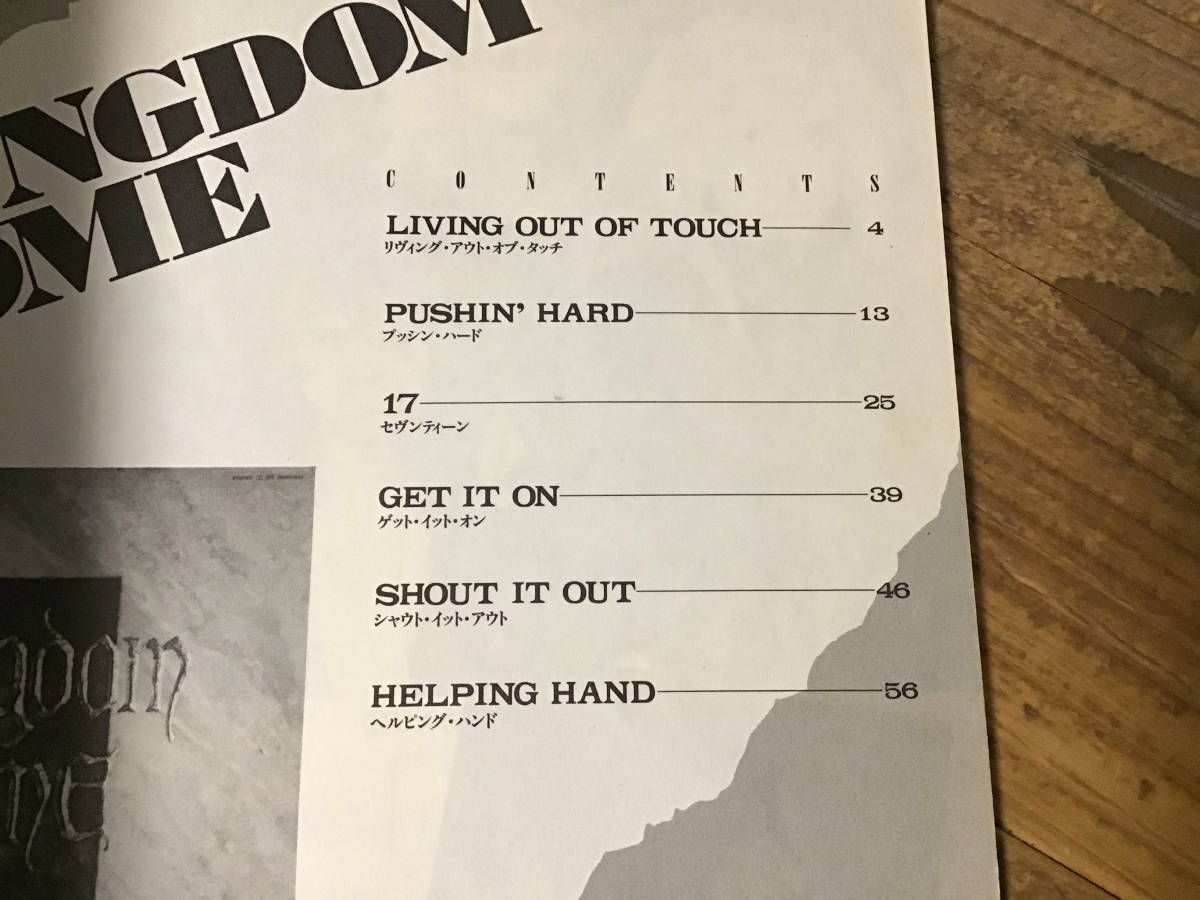 NGDOM
OME
C O N T E N T S
LIVING OUT OF TOUCH 4
リヴィング・アウト・オブ・タッチ
PUSHIN' HARD 13
プッシン・ハード
17 25
セヴンティーン
GET IT ON 39
ゲット・イット・オン
SHOUT IT OUT 46
シャウト・イット・アウト
HELPING HAND 56
ヘルピング・ハンド
gdom
me